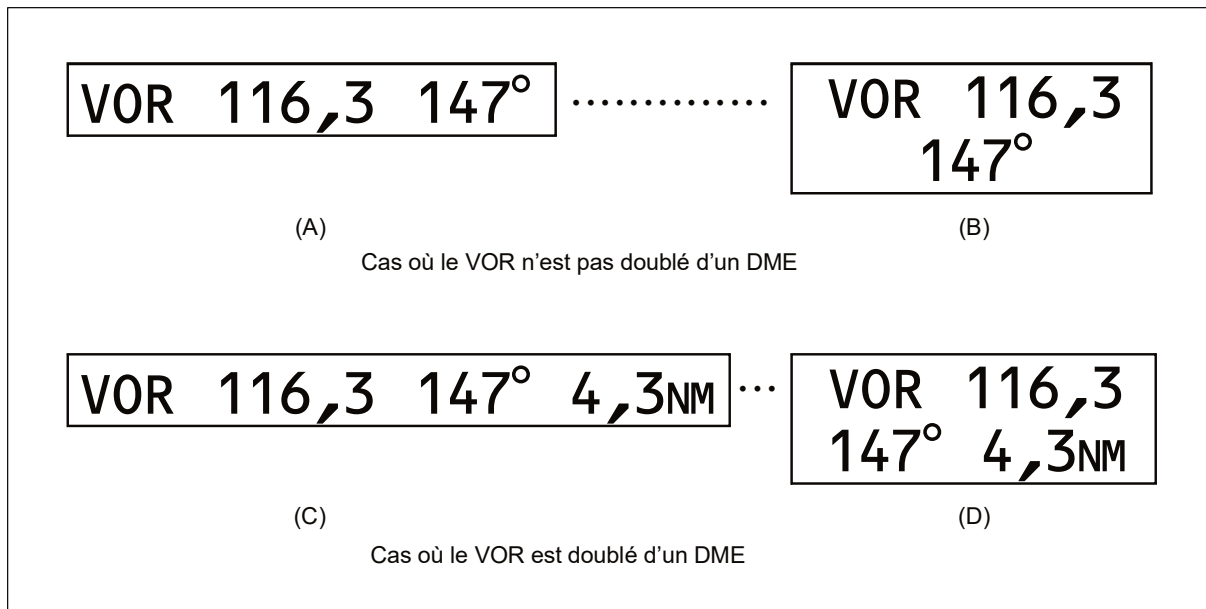 VOR 116,3 147°
VOR 116,3
147°
(A)
(B)
Cas où le VOR n'est pas doublé d'un DME
VOR 116,3 147° 4,3NM
VOR 116,3
147° 4,3NM
(C)
(D)
Cas où le VOR est doublé d’un DME